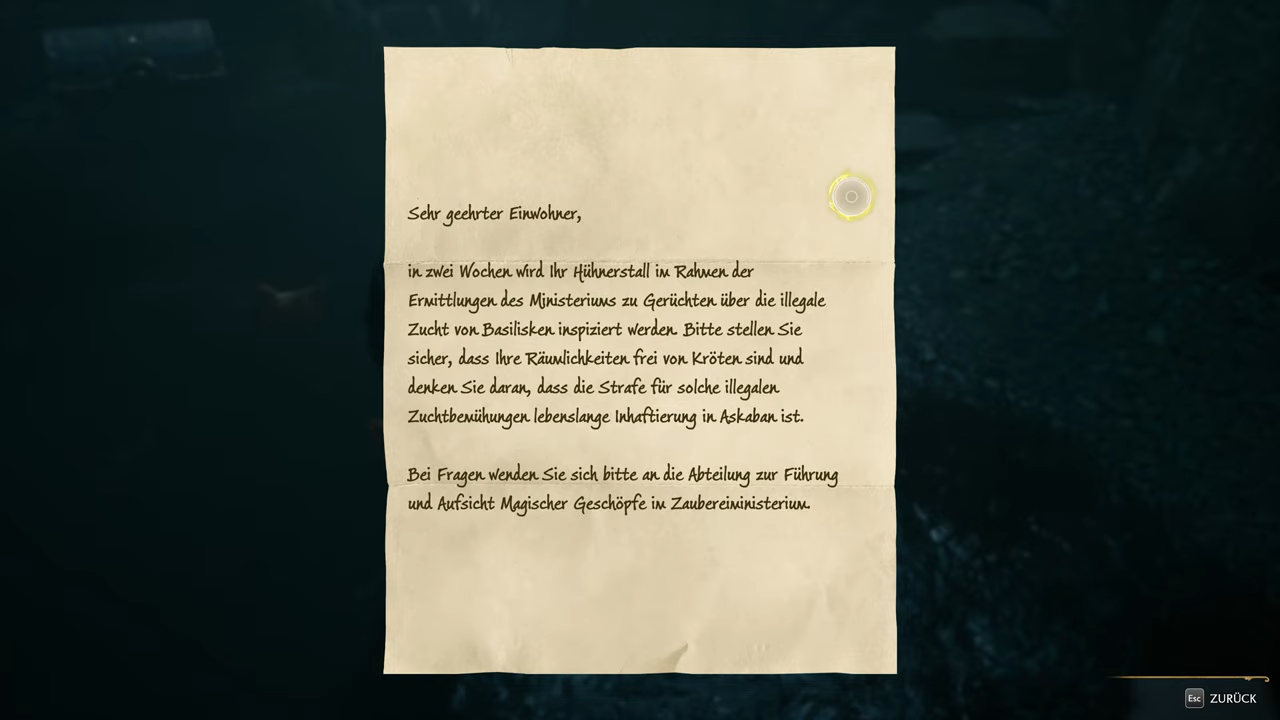 Sehr geehrter Einwohner,
in zwei Wochen wird Ihr Hühnerstall im Rahmen der
Ermittlungen des Ministeriums zu Gerüchten über die illegale
Zucht von Basilisken inspiziert werden. Bitte stellen Sie
sicher, dass Ihre Räumlichkeiten frei von Kröten sind und
denken Sie daran, dass die Strafe für solche illegalen
Zuchtbemühungen lebenslange Inhaftierung in Askaban ist.
Bei Fragen wenden Sie sich bitte an die Abteilung zur Führung
und Aufsicht Magischer Geschöpfe im Zaubereiministerium.
Esc ZURÜCK